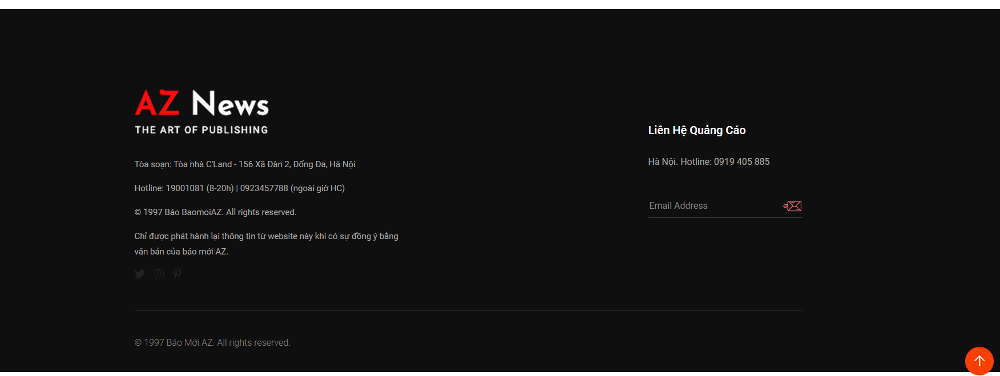 AZ News
THE ART OF PUBLISHING
Tòa soạn: Tòa nhà C'Land - 156 Xã Đàn 2, Đống Đa, Hà Nội
Hotline: 19001081 (8-20h) | 0923457788 (ngoài giờ HC)
© 1997 Báo BaomoiAZ. All rights reserved.
Chỉ được phát hành lại thông tin từ website này khi có sự đồng ý bằng
văn bản của báo mới AZ.
Liên Hệ Quảng Cáo
Hà Nội. Hotline: 0919 405 885
Email Address
© 1997 Báo Mới AZ. All rights reserved.